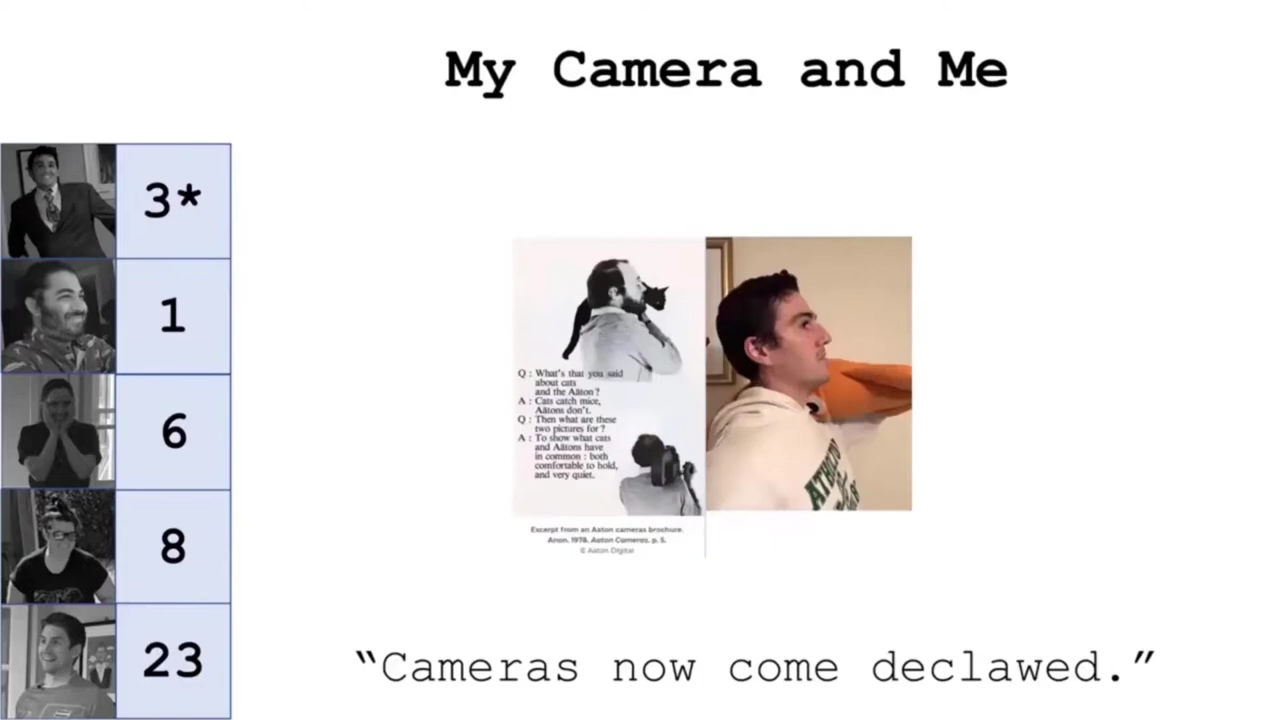 My Camera and Me
3*
1
6
8
23
Q : What's that you said
about cats
and the Aäton ?
A : Cats catch mice,
Aätons don't.
Q : Then what are these
two pictures for ?
A : To show what cats
and Aätons have
in common : both
comfortable to hold,
and very quiet.
Excerpt from an Aaton cameras brochure.
Anon. 1978. Aaton Cameras. p. 5.
© Aaton Digital
“Cameras now come declawed.”